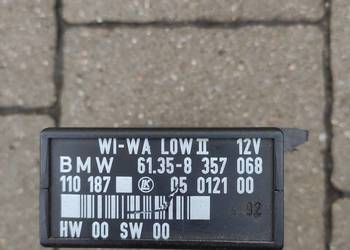 WI-WA LOW II 12V
BMW 61.35-8 357 068
110 187 LK 05 0121 00
HW 00 SW 00